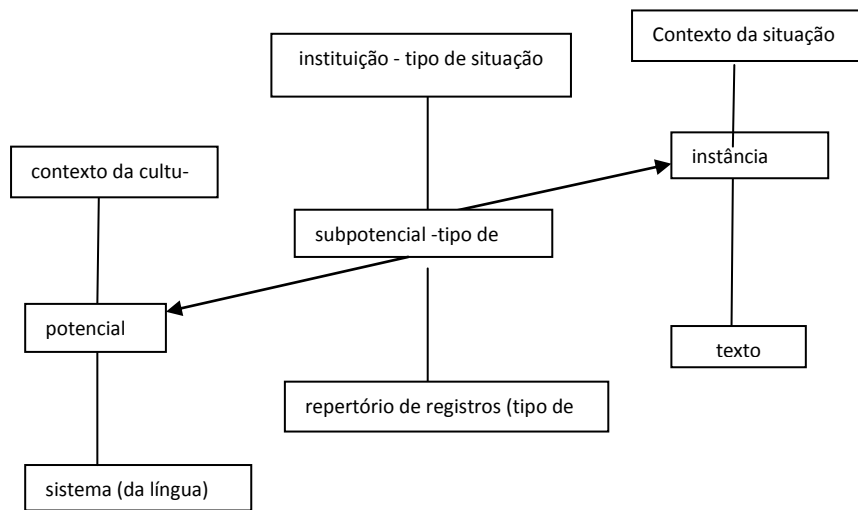 Contexto da situação
instituição - tipo de situação
instância
contexto da cultu-
subpotencial -tipo de
potencial
texto
repertório de registros (tipo de
sistema (da língua)